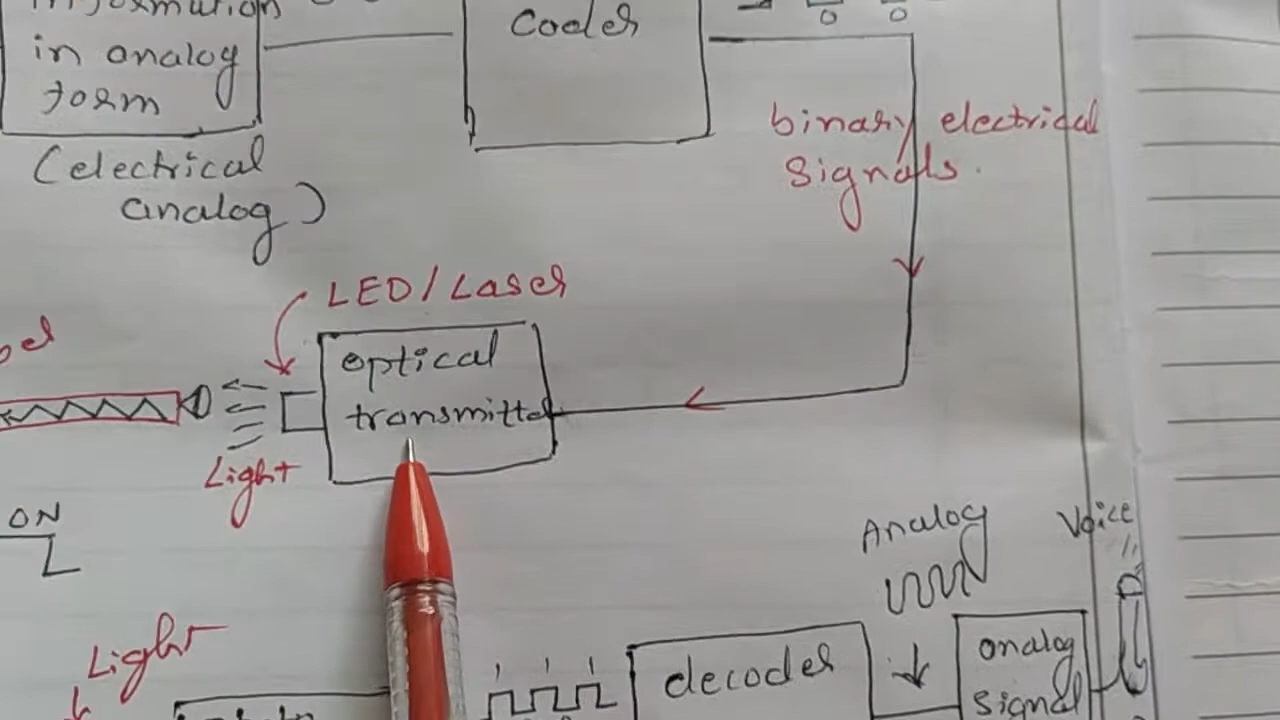 in analog
form
(electrical
analog)
Coder
0 0
binary electrical
signals.
LED/Laser
optical
transmitter
Light
ON
Light
Analog
Voice
decoder
analog
signal